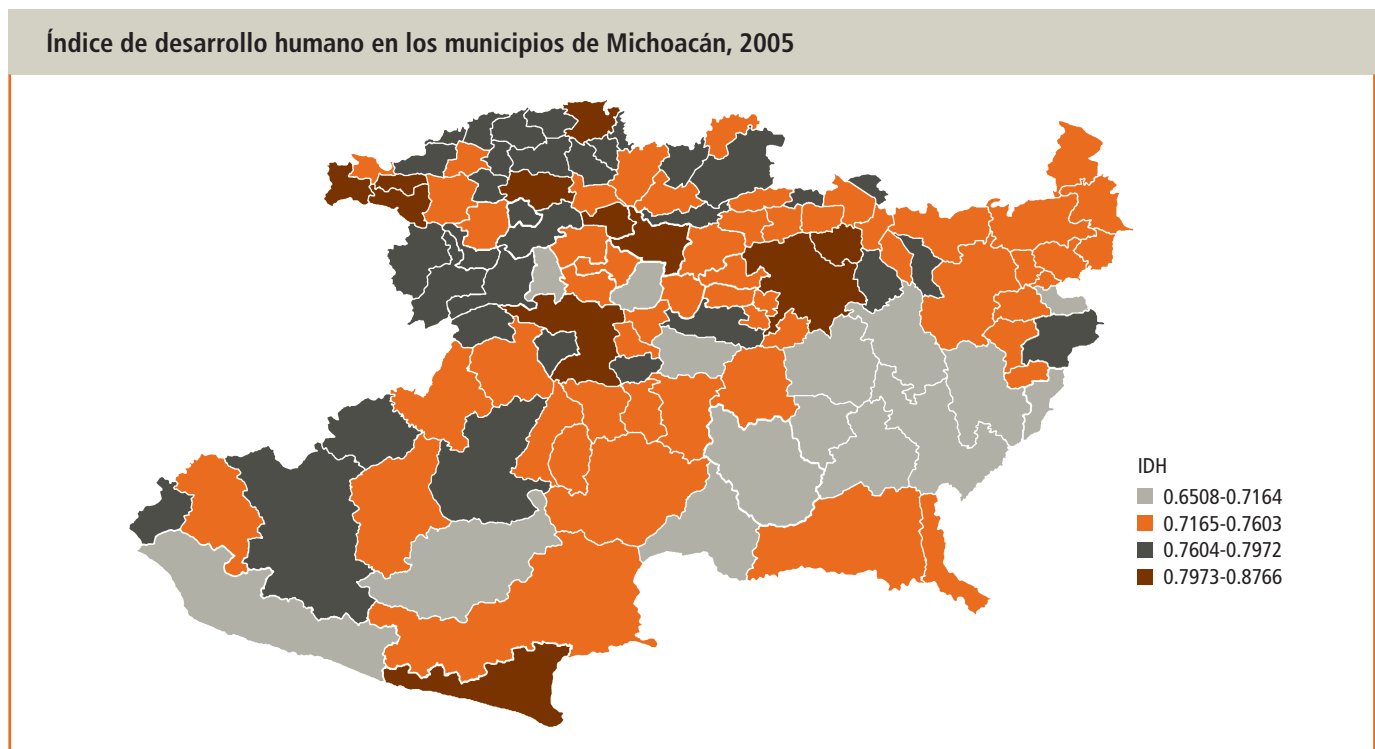 Índice de desarrollo humano en los municipios de Michoacán, 2005
IDH
0.6508-0.7164
0.7165-0.7603
0.7604-0.7972
0.7973-0.8766